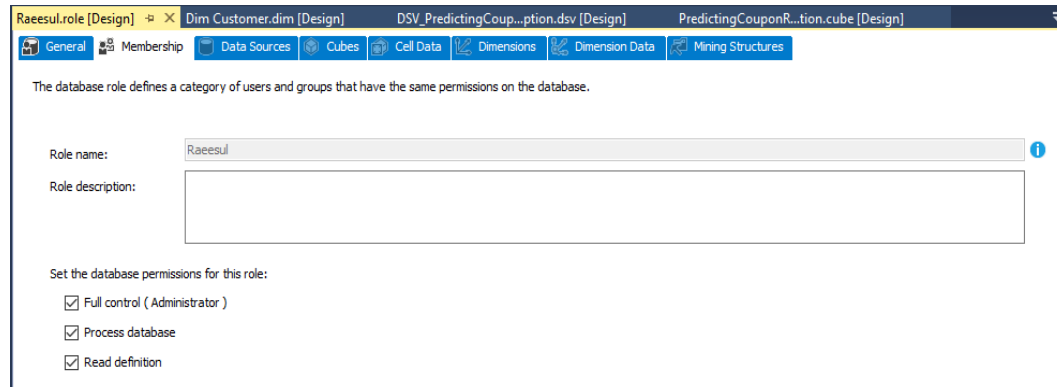 Raeesul.role [Design] Dim Customer.dim [Design] DSV_PredictingCoup...ption.dsv [Design] PredictingCouponR...tion.cube [Design]
General Membership Data Sources Cubes Cell Data Dimensions Dimension Data Mining Structures
The database role defines a category of users and groups that have the same permissions on the database.
Role name: Raeesul
Role description:
Set the database permissions for this role:
Full control ( Administrator )
Process database
Read definition